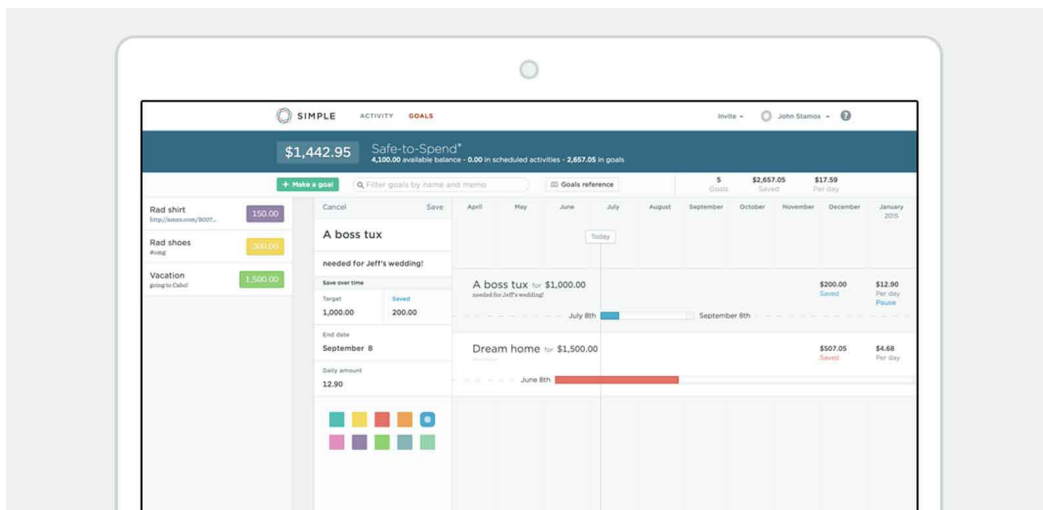 SIMPLE ACTIVITY GOALS Invite John Stamos ?
$1,442.95 Safe-to-Spend*
4,100.00 available balance - 0.00 in scheduled activities - 2,657.05 in goals
+ Make a goal Filter goals by name and memo Goals reference
5 Goals
$2,657.05 Saved
$17.59 Per day
Rad shirt 150.00
Rad shoes 300.00
#omg
Vacation 1,500.00
going to Cabo!
Cancel Save
A boss tux
needed for Jeff's wedding!
Save over time
Target Saved
1,000.00 200.00
End date
September 8
Daily amount
12.90
April May June July August September October November December January
2015
Today
A boss tux for $1,000.00 $200.00 $12.90
needed for Jeff's wedding! Saved Per day
Pause
July 8th September 8th
Dream home for $1,500.00 $507.05 $4.68
Saved Per day
June 8th